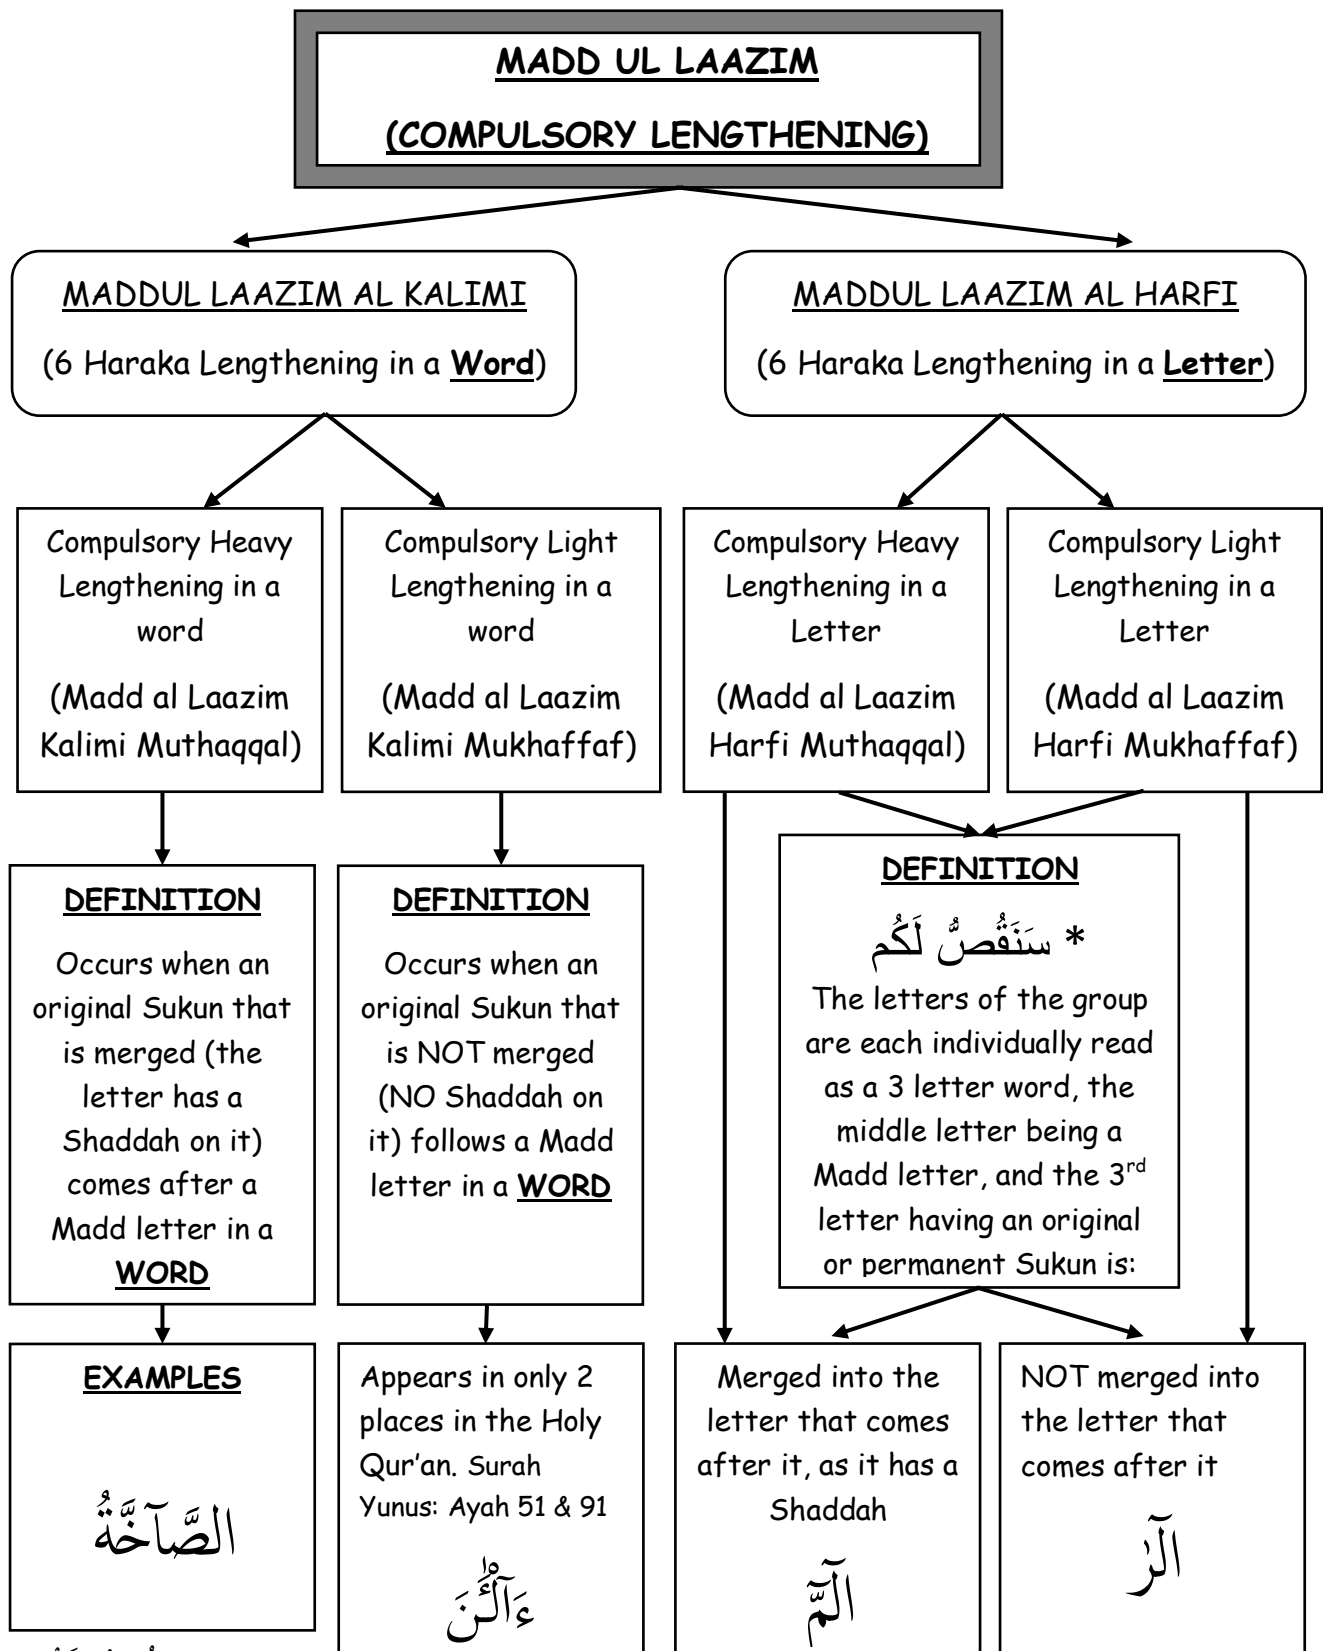 MADD UL LAAZIM
(COMPULSORY LENGTHENING)
MADDUL LAAZIM AL KALIMI
(6 Haraka Lengthening in a Word)
MADDUL LAAZIM AL HARFI
(6 Haraka Lengthening in a Letter)
Compulsory Heavy
Lengthening in a
word
(Madd al Laazim
Kalimi Muthaqqal)
Compulsory Light
Lengthening in a
word
(Madd al Laazim
Kalimi Mukhaffaf)
Compulsory Heavy
Lengthening in a
Letter
(Madd al Laazim
Harfi Muthaqqal)
Compulsory Light
Lengthening in a
Letter
(Madd al Laazim
Harfi Mukhaffaf)
DEFINITION
Occurs when an
original Sukun that
is merged (the
letter has a
Shaddah on it)
comes after a
Madd letter in a
WORD
DEFINITION
Occurs when an
original Sukun that
is NOT merged
(NO Shaddah on
it) follows a Madd
letter in a WORD
DEFINITION
* سَنَقُصُّ لَكُم
The letters of the group
are each individually read
as a 3 letter word, the
middle letter being a
Madd letter, and the 3rd
letter having an original
or permanent Sukun is:
EXAMPLES
الصَّآخَّةُ
Appears in only 2
places in the Holy
Qur'an. Surah
Yunus: Ayah 51 & 91
ءَآلْـَٰٔنَ
Merged into the
letter that comes
after it, as it has a
Shaddah
الٓمّٓ
NOT merged into
the letter that
comes after it
الٓرٰ